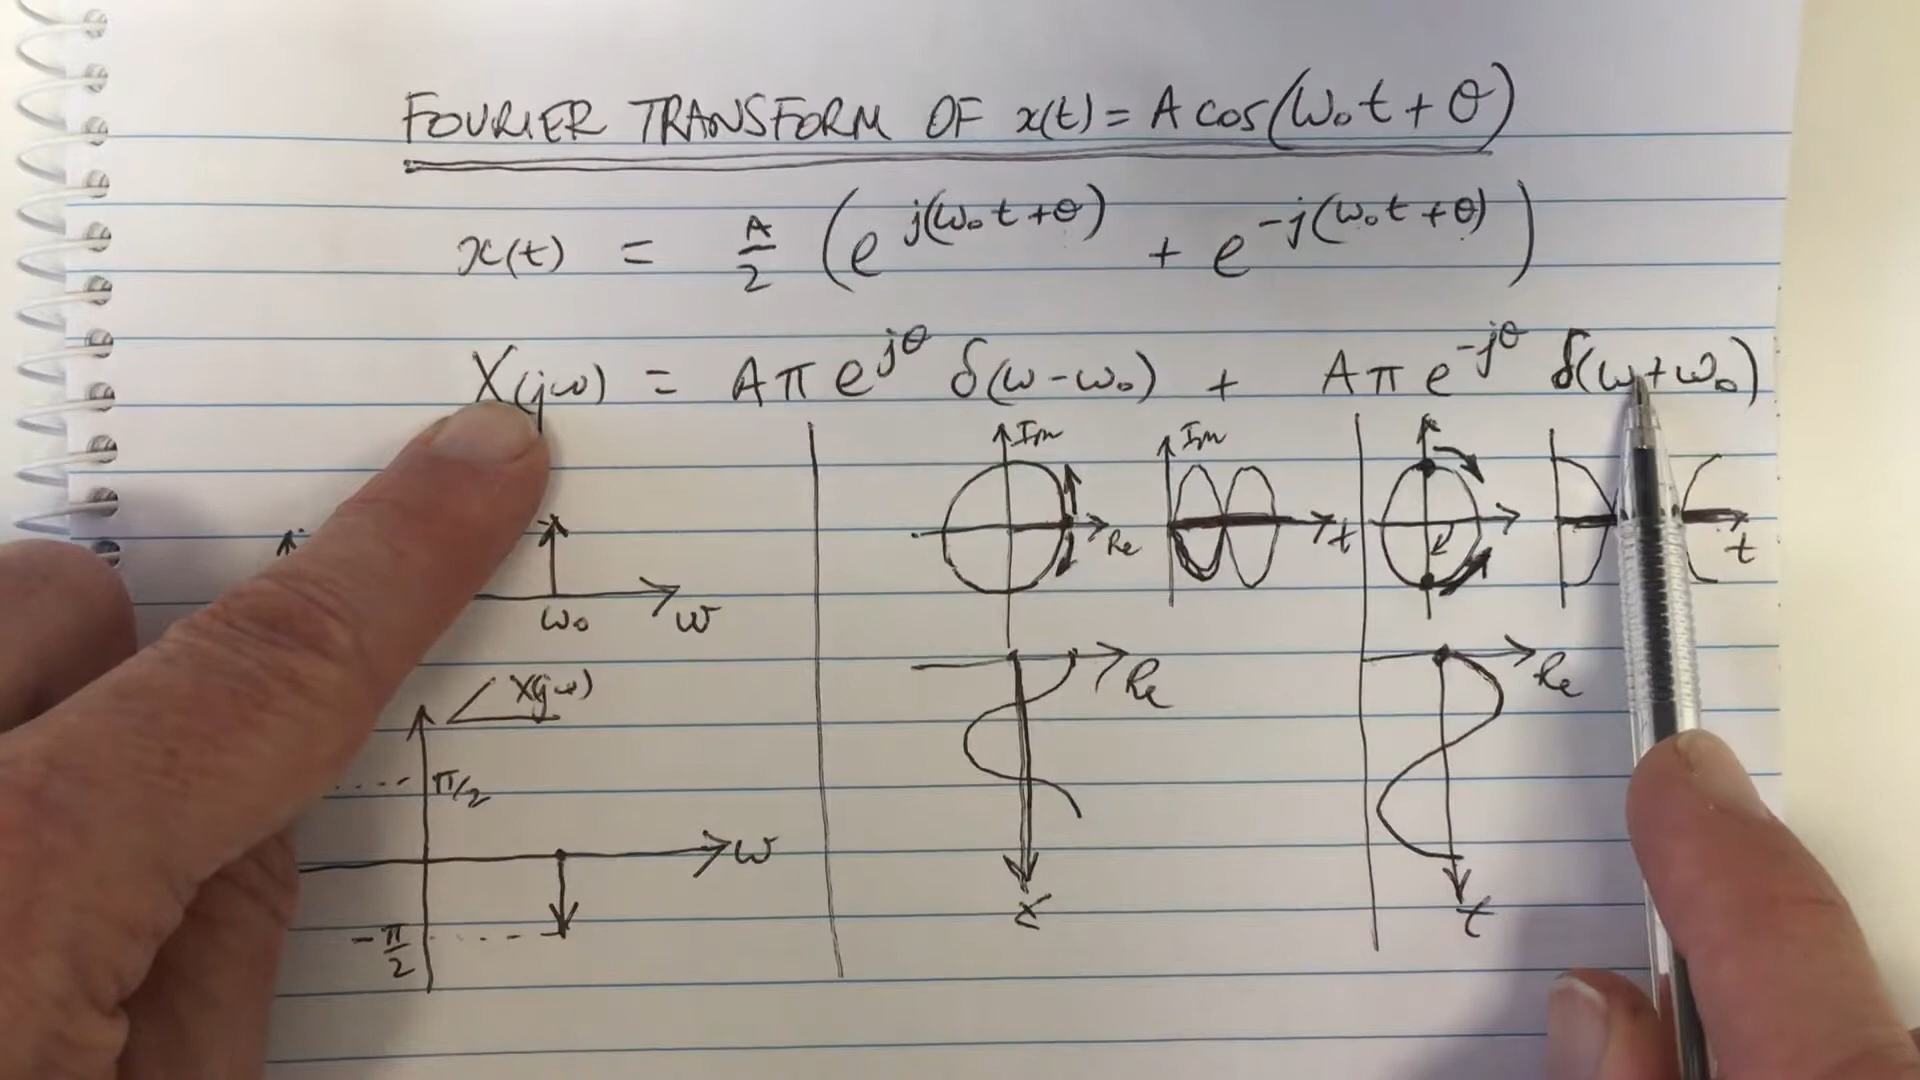 FOURIER TRANSFORM OF x(t) = A cos(ω₀t + θ)
x(t) = A/2 (e^{j(ω₀t+θ)} + e^{-j(ω₀t+θ)})
X(jω) = Aπ e^{jθ} δ(ω-ω₀) + Aπ e^{-jθ} δ(ω+ω₀)
Im
Im
Re
t
t
ω₀
ω
∠X(jω)
Re
Re
π/2
ω
-π/2
t